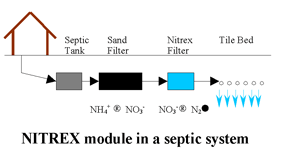 Septic Tank
Sand Filter
Nitrex Filter
Tile Bed
NH₄⁺ ® NO₃⁻
NO₃⁻ ® N₂●
NITREX module in a septic system